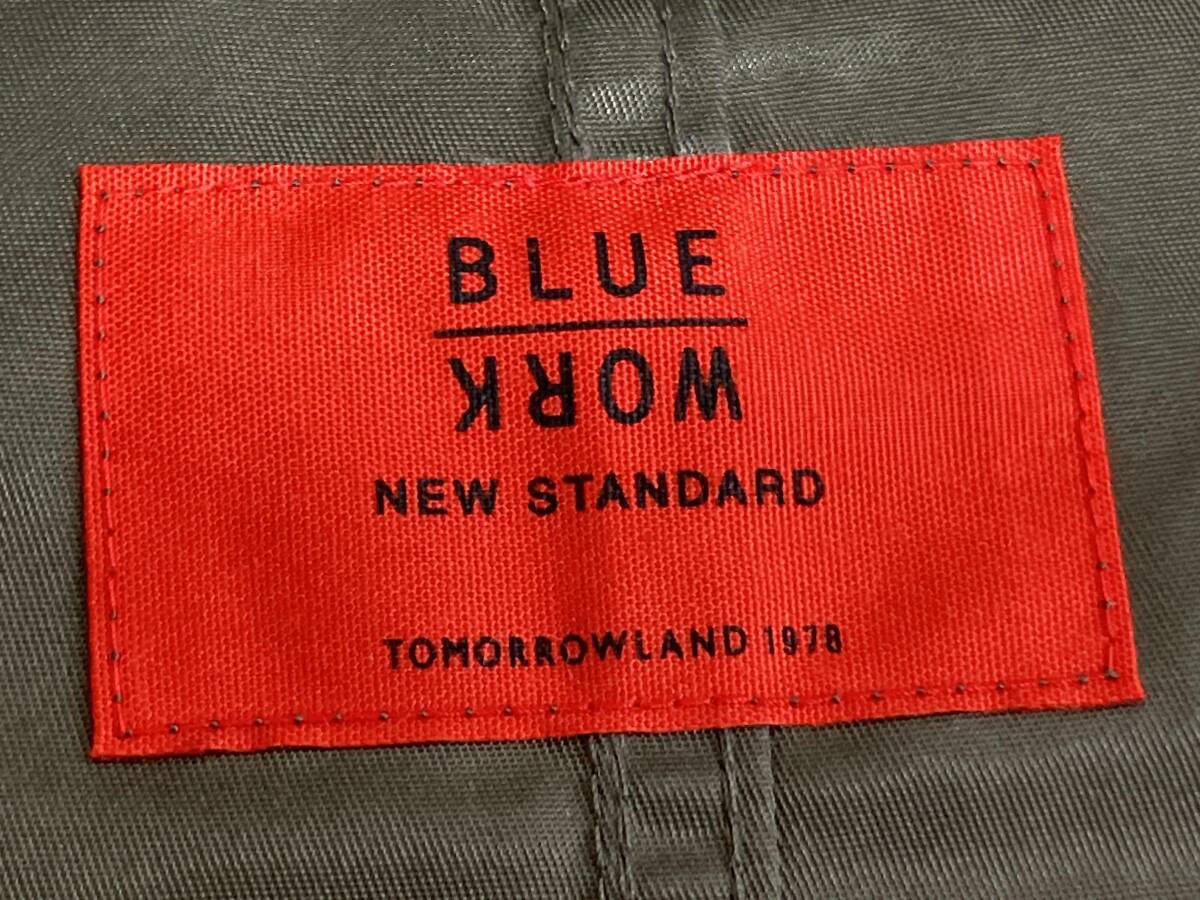 BLUE
WORK
NEW STANDARD
TOMORROWLAND 1978